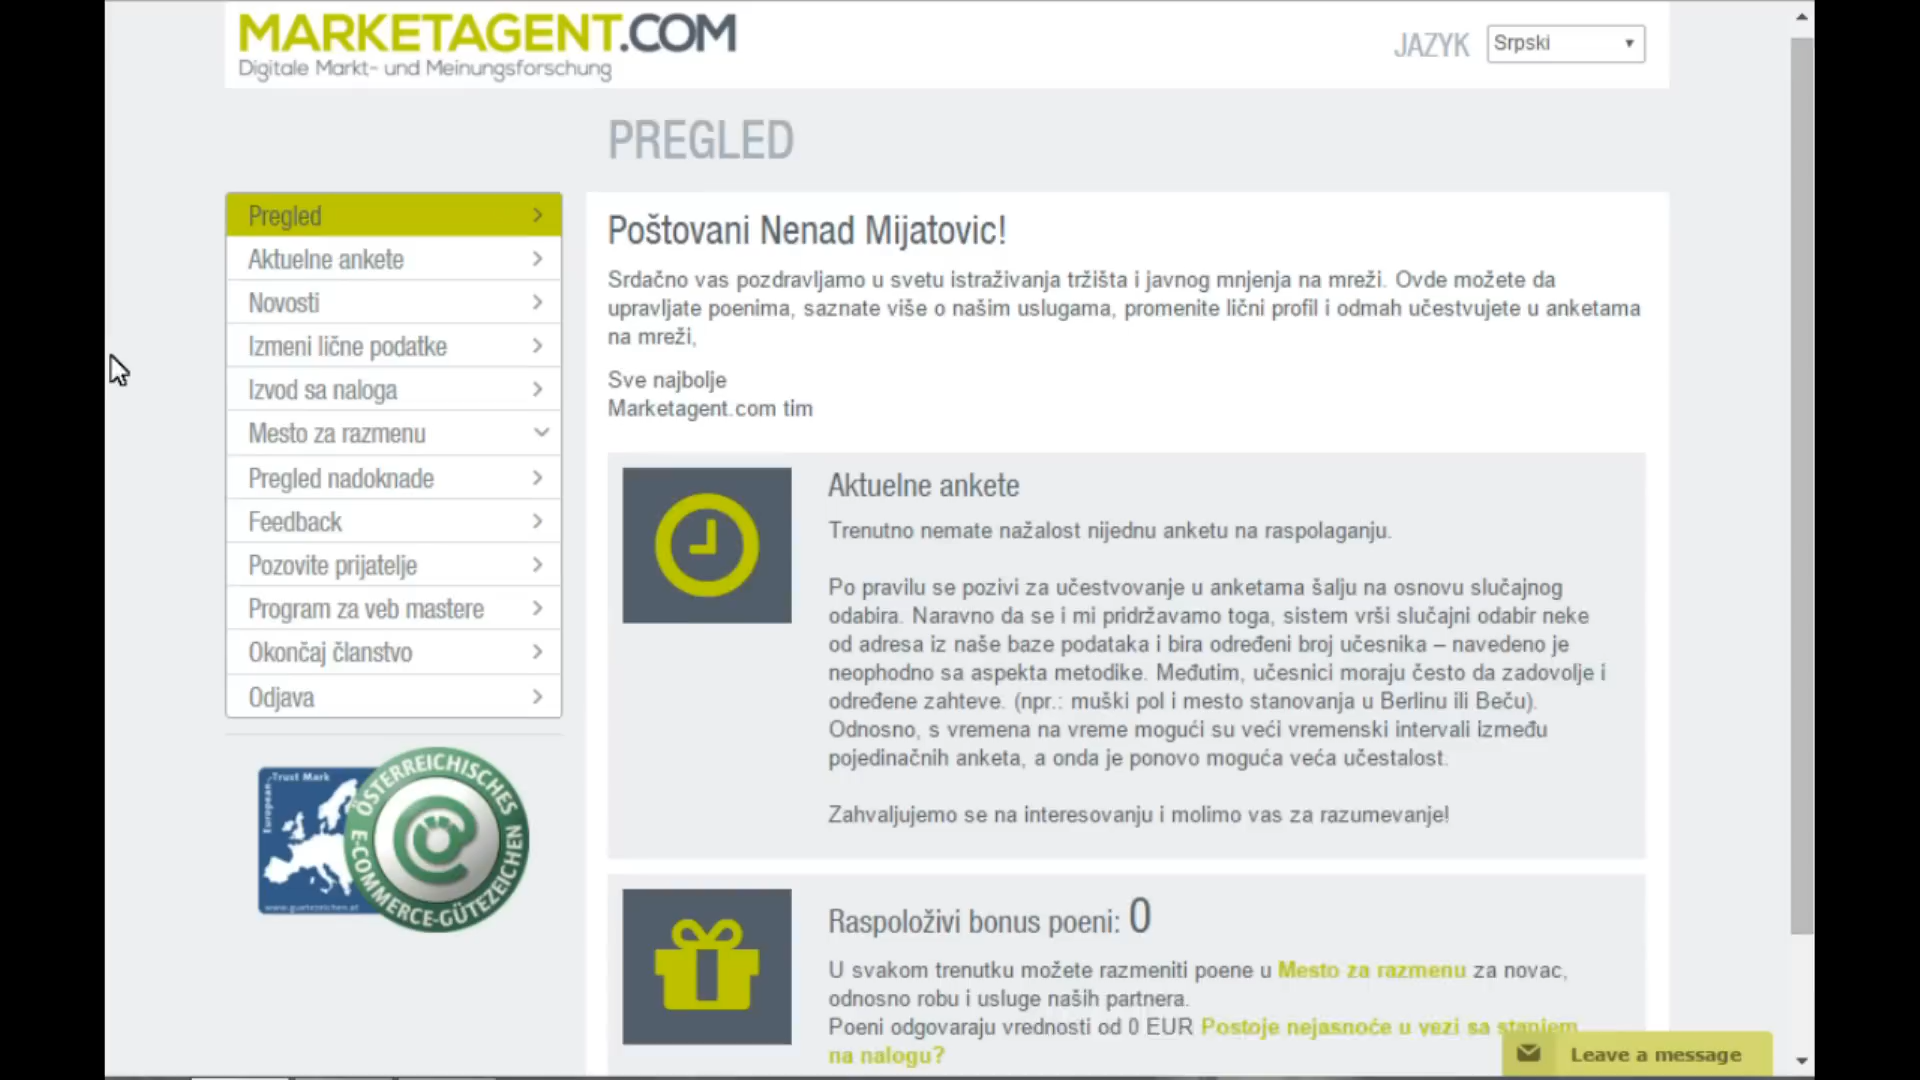 MARKETAGENT.COM
Digitale Markt- und Meinungsforschung
JAZYK
Srpski
PREGLED
Pregled
Aktuelne ankete
Novosti
Izmeni lične podatke
Izvod sa naloga
Mesto za razmenu
Pregled nadoknade
Feedback
Pozovite prijatelje
Program za veb mastere
Okončaj članstvo
Odjava
European Trust Mark
www.guetezeichen.at
ÖSTERREICHISCHES
E-COMMERCE-GÜTEZEICHEN
Poštovani Nenad Mijatovic!
Srdačno vas pozdravljamo u svetu istraživanja tržišta i javnog mnjenja na mreži. Ovde možete da
upravljate poenima, saznate više o našim uslugama, promenite lični profil i odmah učestvujete u anketama
na mreži,
Sve najbolje
Marketagent.com tim
Aktuelne ankete
Trenutno nemate nažalost nijednu anketu na raspolaganju.
Po pravilu se pozivi za učestvovanje u anketama šalju na osnovu slučajnog
odabira. Naravno da se i mi pridržavamo toga, sistem vrši slučajni odabir neke
od adresa iz naše baze podataka i bira određeni broj učesnika – navedeno je
neophodno sa aspekta metodike. Međutim, učesnici moraju često da zadovolje i
određene zahteve. (npr.: muški pol i mesto stanovanja u Berlinu ili Beču).
Odnosno, s vremena na vreme mogući su veći vremenski intervali između
pojedinačnih anketa, a onda je ponovo moguća veća učestalost.
Zahvaljujemo se na interesovanju i molimo vas za razumevanje!
Raspoloživi bonus poeni: 0
U svakom trenutku možete razmeniti poene u Mesto za razmenu za novac,
odnosno robu i usluge naših partnera.
Poeni odgovaraju vrednosti od 0 EUR Postoje nejasnoće u vezi sa stanjem
na nalogu?
Leave a message